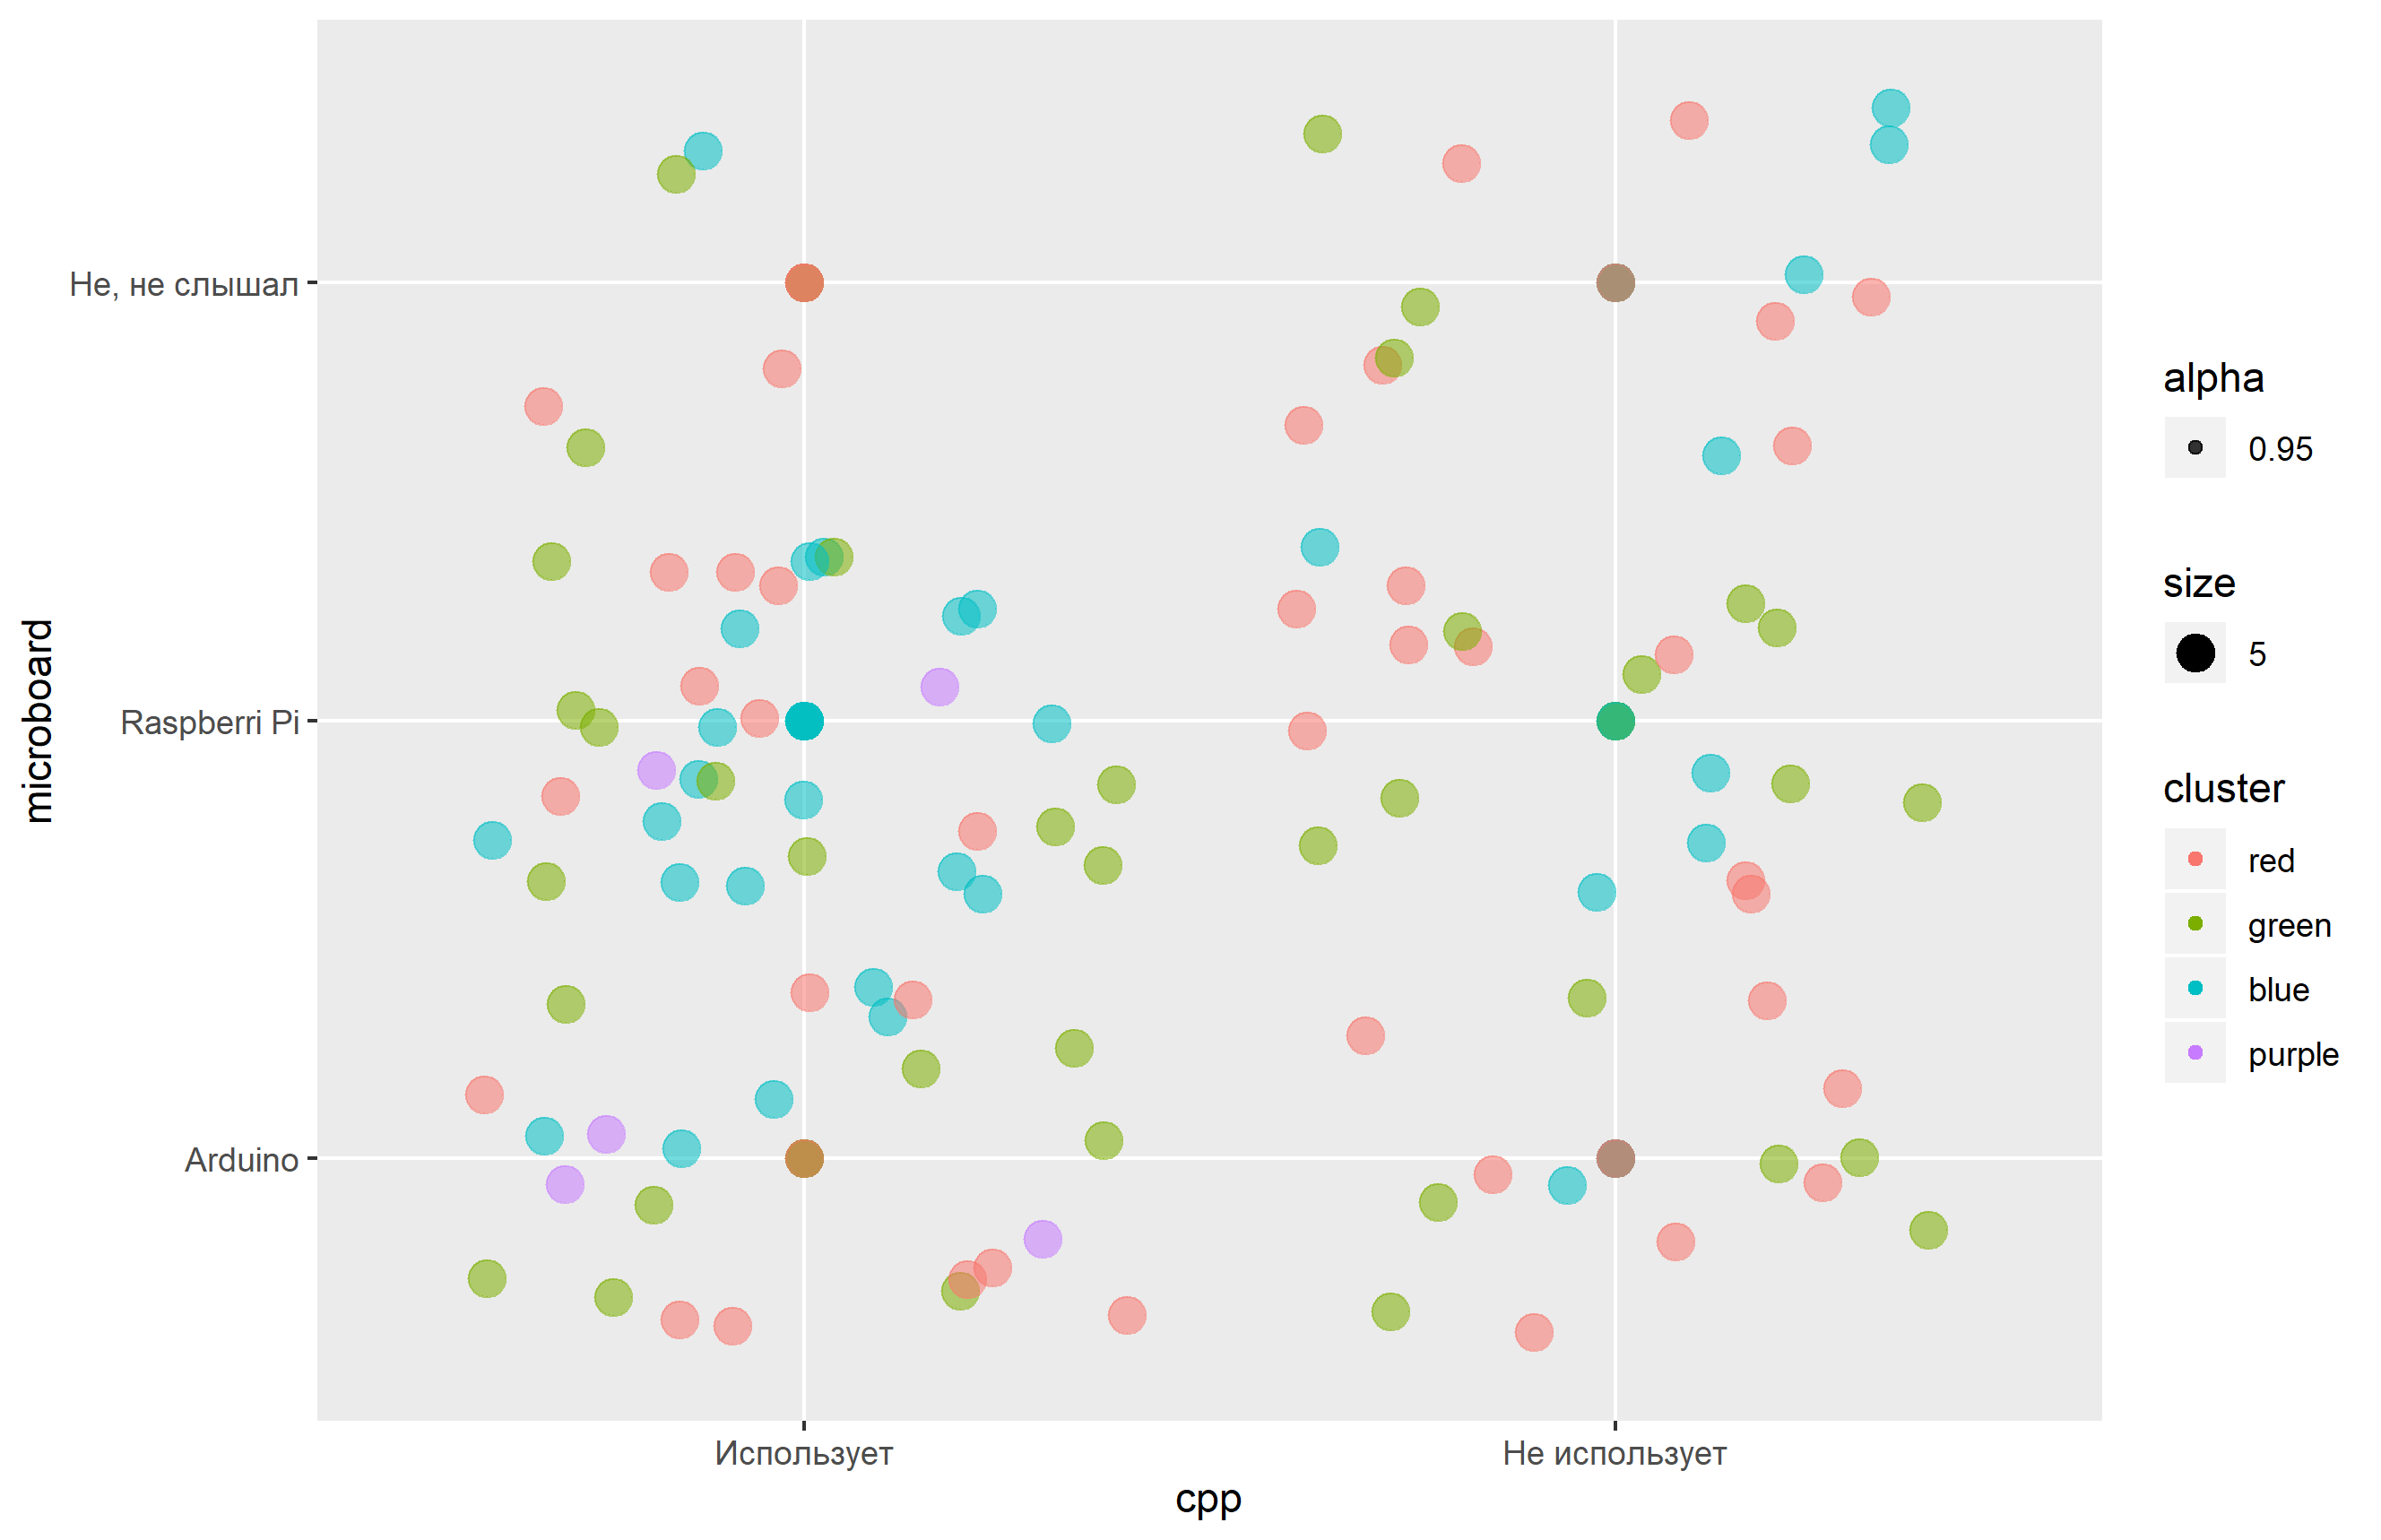 microboard
Не, не слышал
Raspberri Pi
Arduino
Использует
Не использует
cpp
alpha
0.95
size
5
cluster
red
green
blue
purple